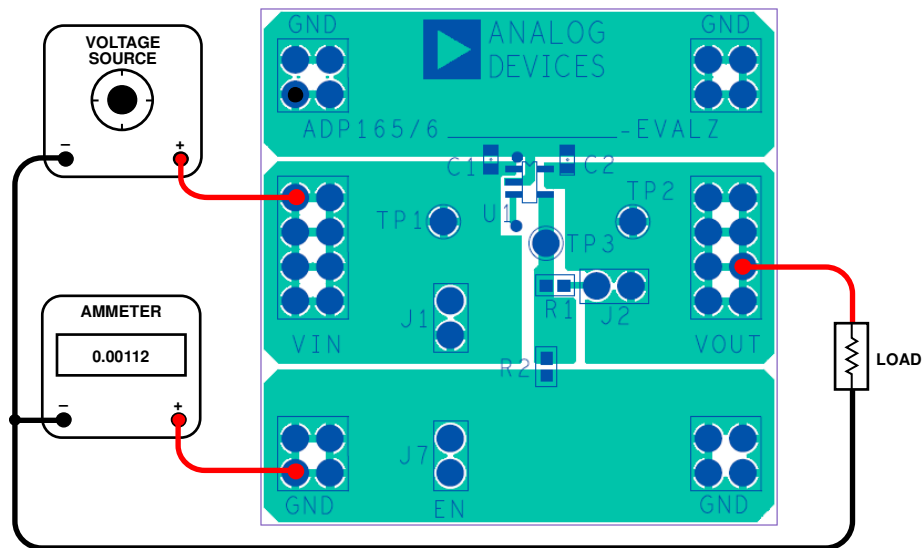 VOLTAGE
SOURCE
−
+
AMMETER
0.00112
−
+
GND
ANALOG
DEVICES
GND
ADP165/6_______________-EVALZ
C1
C2
U1
TP1
TP2
TP3
J1
R1
J2
VIN
VOUT
R2
J7
GND
EN
GND
LOAD